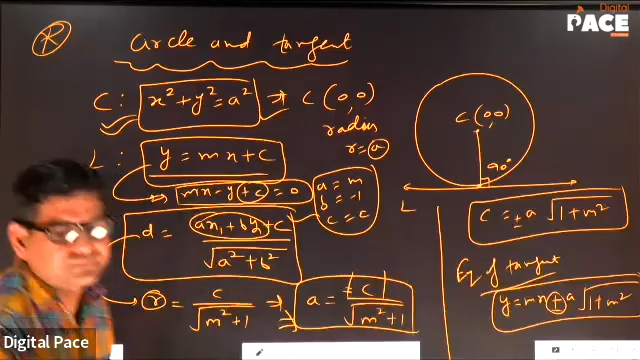 R
Circle and tangent
C : x² + y² = a² → C (0,0)
radius
r = a
L : y = mx + c
mx - y + c = 0
a = m
b = -1
c = c
d = ax₁ + by₁ + c / √a² + b²
r = c / √m² + 1 ⇒ a = |c| / √m² + 1
C (0,0)
90°
L
c = ± a √1 + m²
Eq of tangent
y = mx ± a √1 + m²
Digital
PACE
Digital Pace